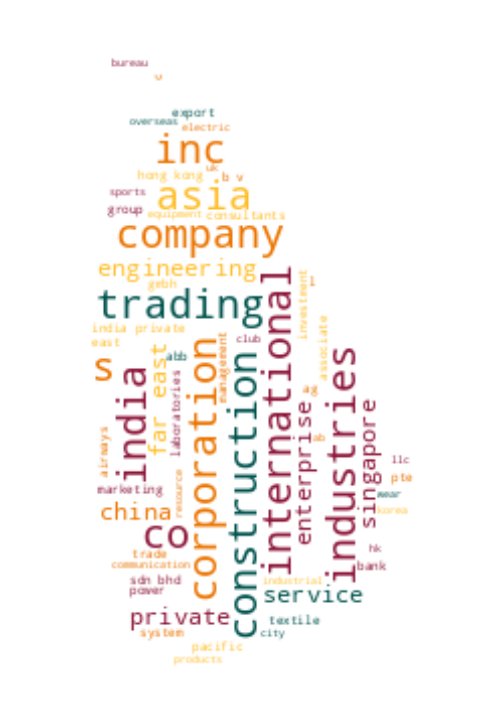 bureau
w
export
overseas
electric
inc
uk
hong kong
b v
sports
asia
group
equipment
consultants
company
engineering
gmbh
international
investment
l
trading
india private
club
east
associate
s
abb
far east
management
corporation
construction
industries
india
laboratories
ag
enterprise
singapore
airways
ab
llc
marketing
resource
pte
wear
china
korea
co
hk
trade
communication
bank
sdn bhd
industrial
power
service
private
textile
system
city
pacific
products